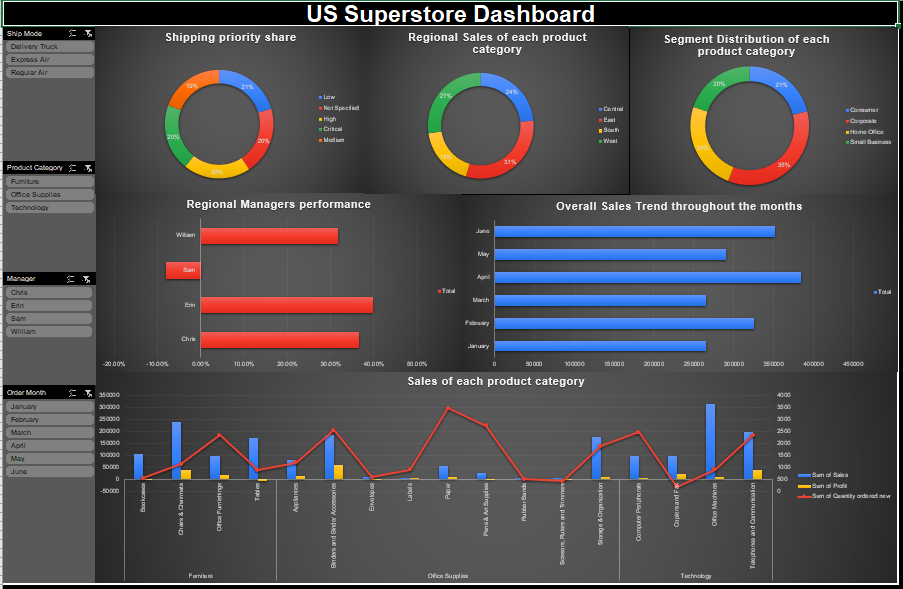 US Superstore Dashboard
Ship Mode
Delivery Truck
Express Air
Regular Air
Product Category
Furniture
Office Supplies
Technology
Manager
Chris
Erin
Sam
William
Order Month
January
February
March
April
May
June
Shipping priority share
21%
20%
20%
20%
19%
Low
Not Specified
High
Critical
Medium
Regional Sales of each product
category
24%
31%
27%
Central
East
South
West
Segment Distribution of each
product category
21%
20%
Consumer
Corporate
Home Office
Small Business
Regional Managers performance
William
Sam
Erin
Chris
-20.00% -10.00% 0.00% 10.00% 20.00% 30.00% 40.00% 50.00%
Total
Overall Sales Trend throughout the months
June
May
April
March
February
January
0 50000 100000 150000 200000 250000 300000 350000 400000 450000
Total
Sales of each product category
350000
300000
250000
200000
150000
100000
50000
0
-50000
4000
3500
3000
2500
2000
1500
1000
500
0
Bookcases
Chairs & Chairmats
Office Furnishings
Tables
Appliances
Binders and Binder Accessories
Envelopes
Labels
Paper
Pens & Art Supplies
Rubber Bands
Scissors, Rulers and Trimmers
Storage & Organization
Computer Peripherals
Copiers and Fax
Office Machines
Telephones and Communication
Furniture
Office Supplies
Technology
Sum of Sales
Sum of Profit
Sum of Quantity ordered new